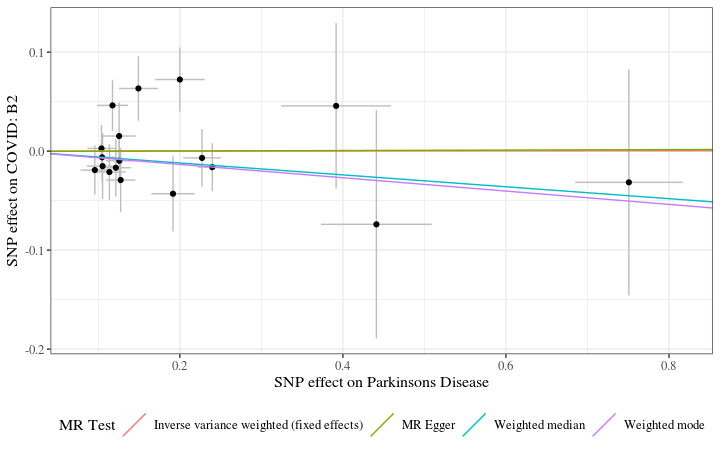 0.1
0.0
-0.1
-0.2
SNP effect on COVID: B2
0.2
0.4
0.6
0.8
SNP effect on Parkinsons Disease
MR Test
Inverse variance weighted (fixed effects)
MR Egger
Weighted median
Weighted mode